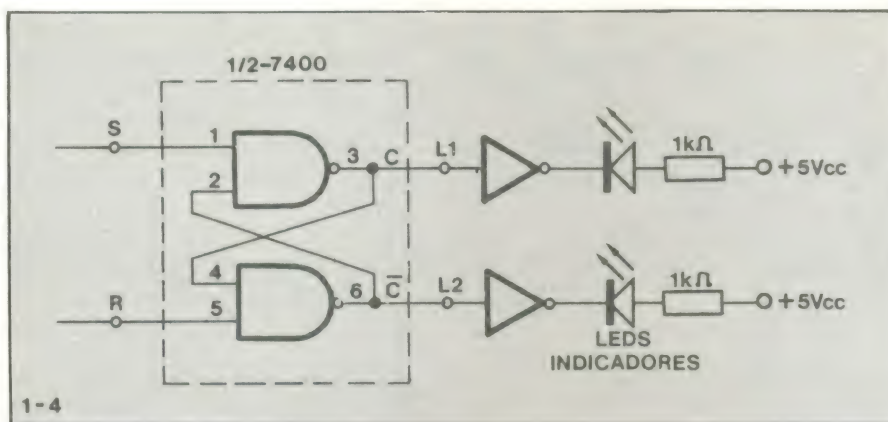 1/2-7400
S
1
2
3
C
L1
1kΩ
+5Vcc
4
5
6
C̅
L2
1kΩ
+5Vcc
R
LEDS
INDICADORES
1-4